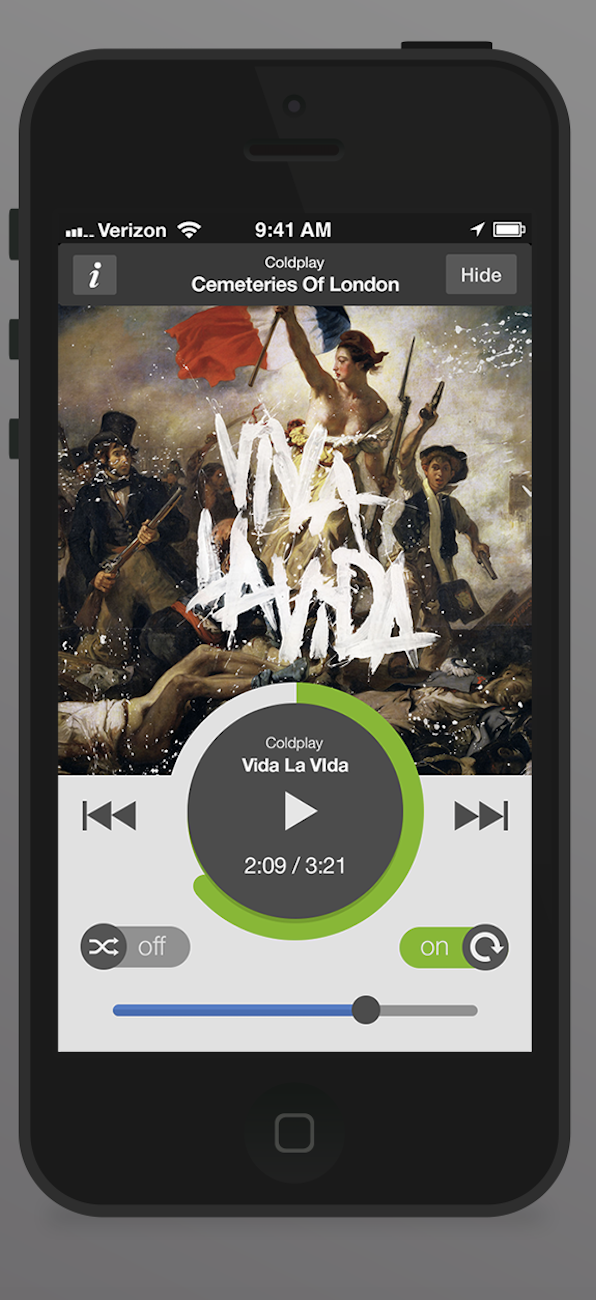 Verizon 9:41 AM
Coldplay
i Cemeteries Of London Hide
VIVA
LA VIDA
Coldplay
Vida La VIda
2:09 / 3:21
off on